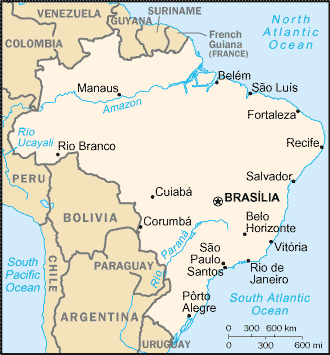 VENEZUELA
SURINAME
GUYANA
North
Atlantic
Ocean
COLOMBIA
French
Guiana
(FRANCE)
Belém
São Luís
Manaus
Amazon
Fortaleza
Río
Ucayali
Rio Branco
Recife
PERU
Salvador
Cuiabá
BRASÍLIA
BOLIVIA
Corumbá
Belo
Horizonte
Rio Paraná
Vitória
South
Pacific
Ocean
CHILE
PARAGUAY
São
Paulo
Santos
Rio de
Janeiro
Pôrto
Alegre
South Atlantic
Ocean
ARGENTINA
URUGUAY
0 300 600 km
0 300 600 mi